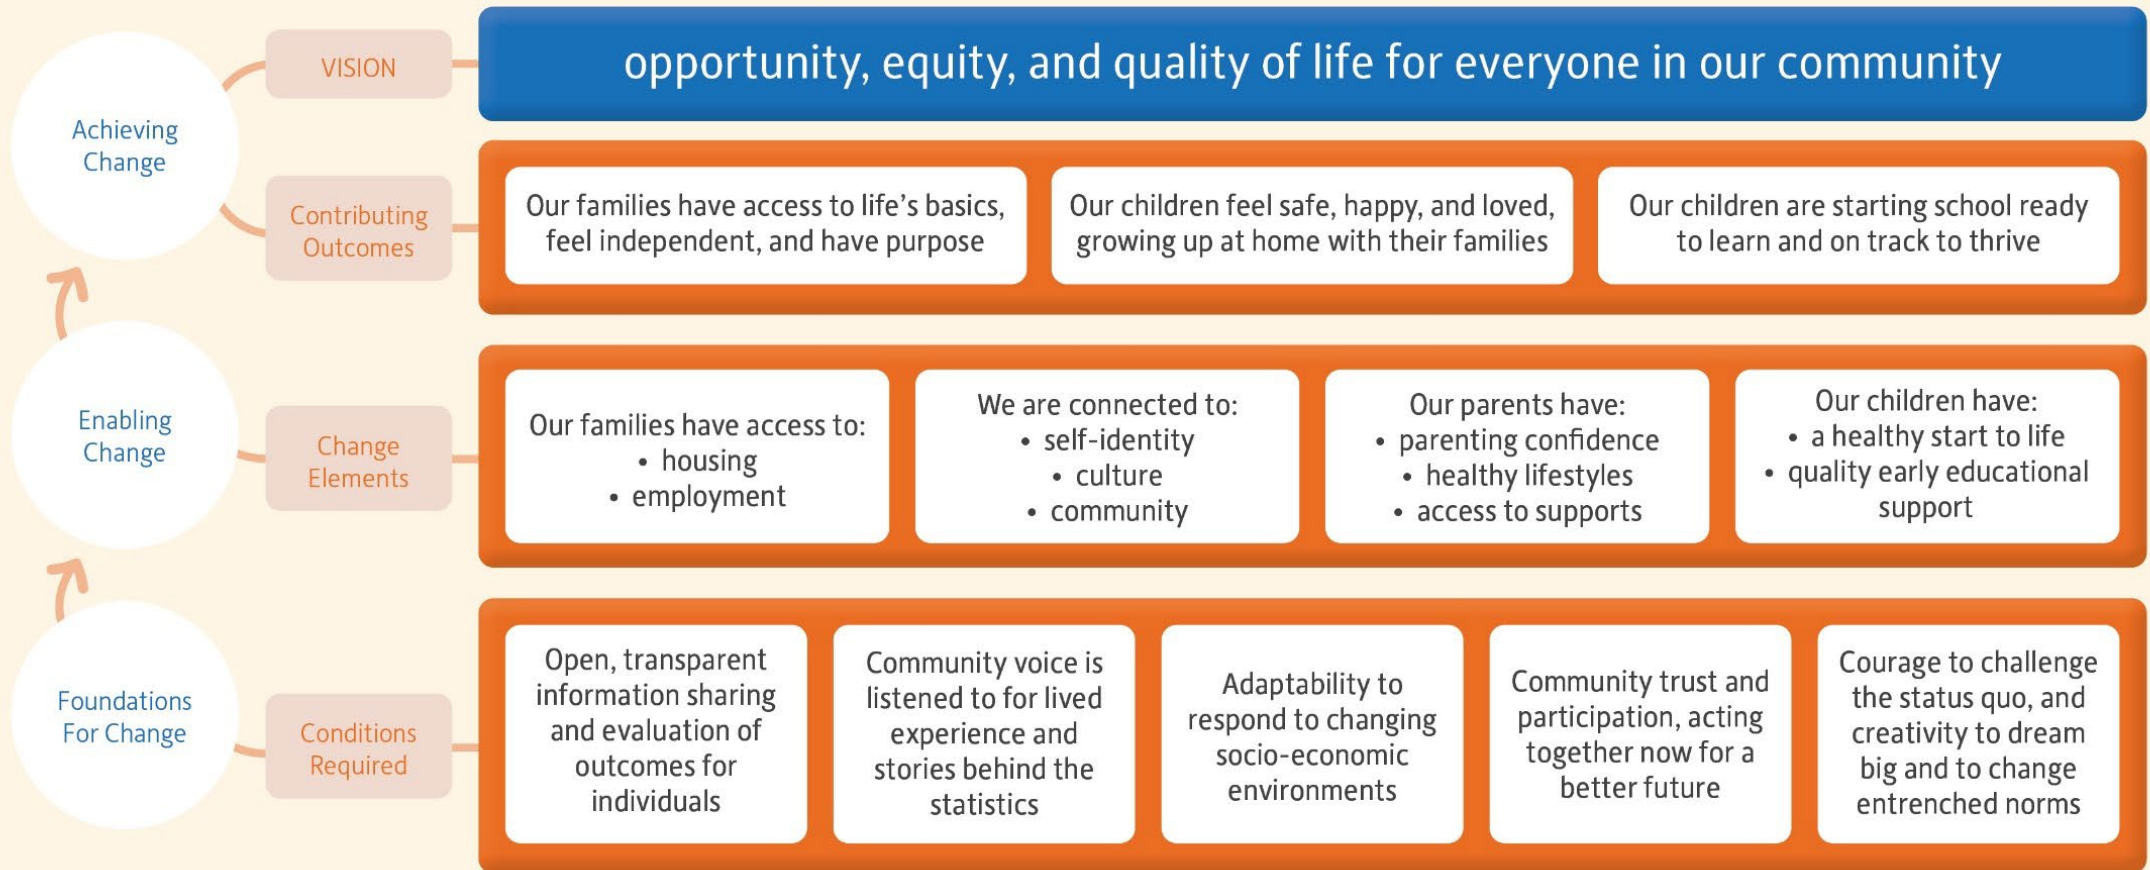 Achieving
Change
VISION
opportunity, equity, and quality of life for everyone in our community
Contributing
Outcomes
Our families have access to life’s basics,
feel independent, and have purpose
Our children feel safe, happy, and loved,
growing up at home with their families
Our children are starting school ready
to learn and on track to thrive
Enabling
Change
Change
Elements
Our families have access to:
• housing
• employment
We are connected to:
• self-identity
• culture
• community
Our parents have:
• parenting confidence
• healthy lifestyles
• access to supports
Our children have:
• a healthy start to life
• quality early educational
support
Foundations
For Change
Conditions
Required
Open, transparent
information sharing
and evaluation of
outcomes for
individuals
Community voice is
listened to for lived
experience and
stories behind the
statistics
Adaptability to
respond to changing
socio-economic
environments
Community trust and
participation, acting
together now for a
better future
Courage to challenge
the status quo, and
creativity to dream
big and to change
entrenched norms